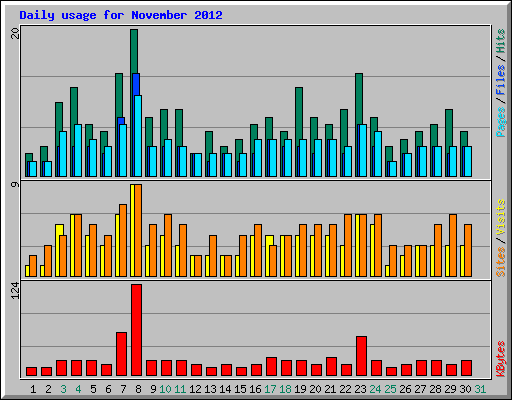 Daily usage for November 2012
20
Pages / Files / Hits
9
Sites / Visits
124
KBytes
1 2 3 4 5 6 7 8 9 10 11 12 13 14 15 16 17 18 19 20 21 22 23 24 25 26 27 28 29 30 31